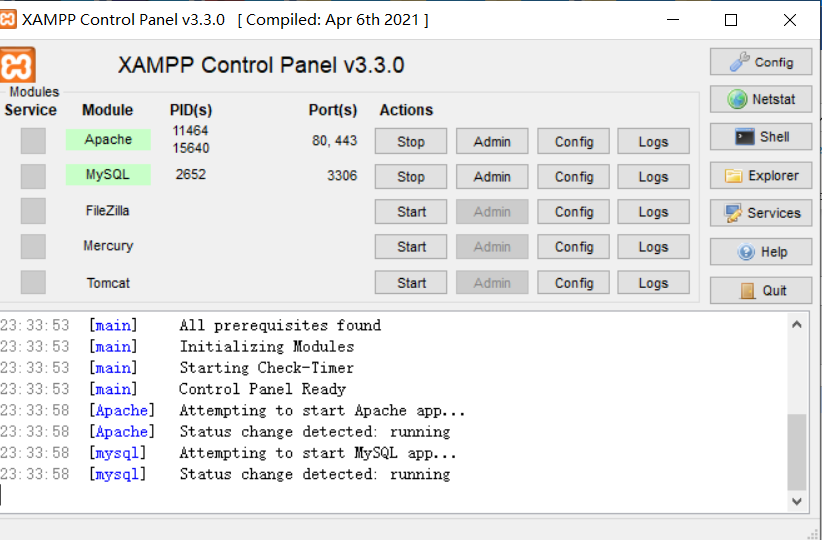 XAMPP Control Panel v3.3.0 [ Compiled: Apr 6th 2021 ]
XAMPP Control Panel v3.3.0
Config
Modules
Service Module PID(s) Port(s) Actions
Netstat
Apache 11464 15640 80, 443 Stop Admin Config Logs
Shell
MySQL 2652 3306 Stop Admin Config Logs
Explorer
FileZilla Start Admin Config Logs
Services
Mercury Start Admin Config Logs
Help
Tomcat Start Admin Config Logs
Quit
23:33:53 [main] All prerequisites found
23:33:53 [main] Initializing Modules
23:33:53 [main] Starting Check-Timer
23:33:53 [main] Control Panel Ready
23:33:58 [Apache] Attempting to start Apache app...
23:33:58 [Apache] Status change detected: running
23:33:58 [mysql] Attempting to start MySQL app...
23:33:58 [mysql] Status change detected: running